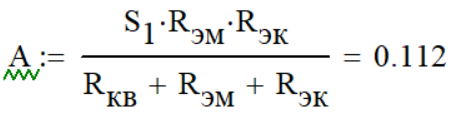 A := (S₁·Rэм·Rэк) / (Rкв + Rэм + Rэк) = 0.112